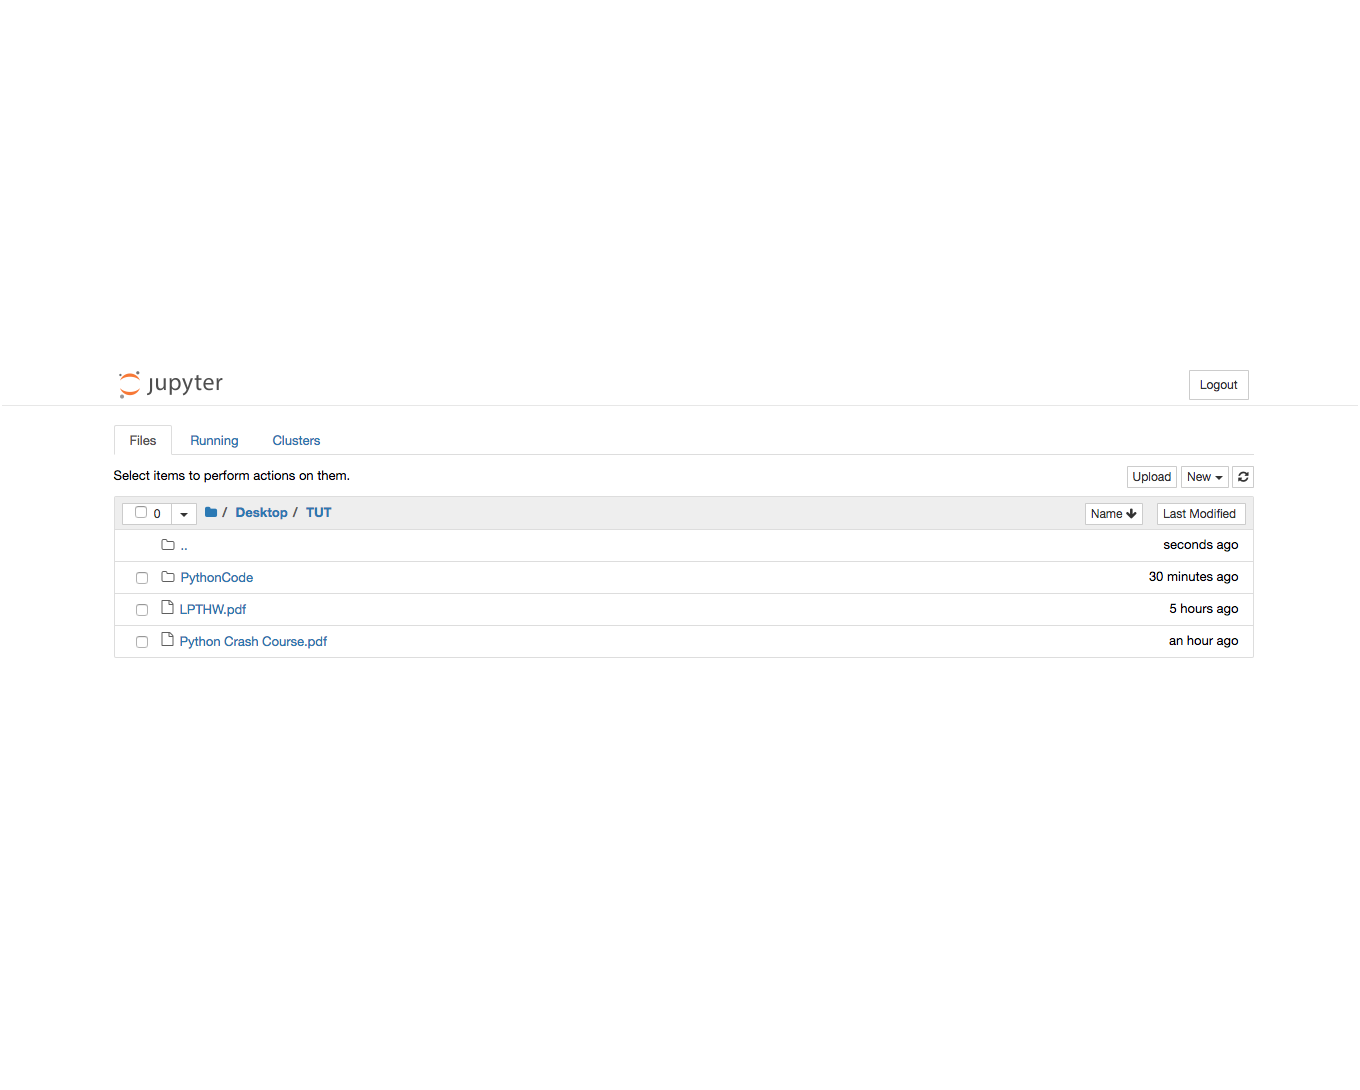 jupyter Logout
Files Running Clusters
Select items to perform actions on them. Upload New
0 / Desktop / TUT Name Last Modified
.. seconds ago
PythonCode 30 minutes ago
LPTHW.pdf 5 hours ago
Python Crash Course.pdf an hour ago